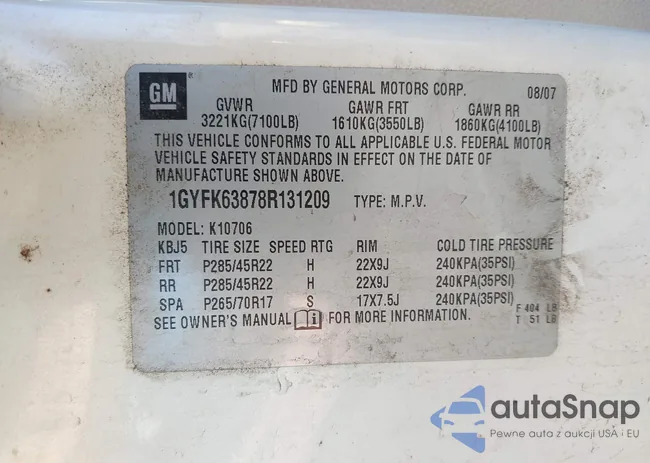 GM ®
MFD BY GENERAL MOTORS CORP. 08/07
GVWR GAWR FRT GAWR RR
3221KG(7100LB) 1610KG(3550LB) 1860KG(4100LB)
THIS VEHICLE CONFORMS TO ALL APPLICABLE U.S. FEDERAL MOTOR
VEHICLE SAFETY STANDARDS IN EFFECT ON THE DATE OF
MANUFACTURE SHOWN ABOVE.
1GYFK63878R131209 TYPE: M.P.V.
MODEL: K10706
KBJ5 TIRE SIZE SPEED RTG RIM COLD TIRE PRESSURE
FRT P285/45R22 H 22X9J 240KPA(35PSI)
RR P285/45R22 H 22X9J 240KPA(35PSI)
SPA P265/70R17 S 17X7.5J 240KPA(35PSI)
SEE OWNER'S MANUAL FOR MORE INFORMATION.
F 404 LB
T 51 LR
autaSnap
Pewne auta z aukcji USA i EU